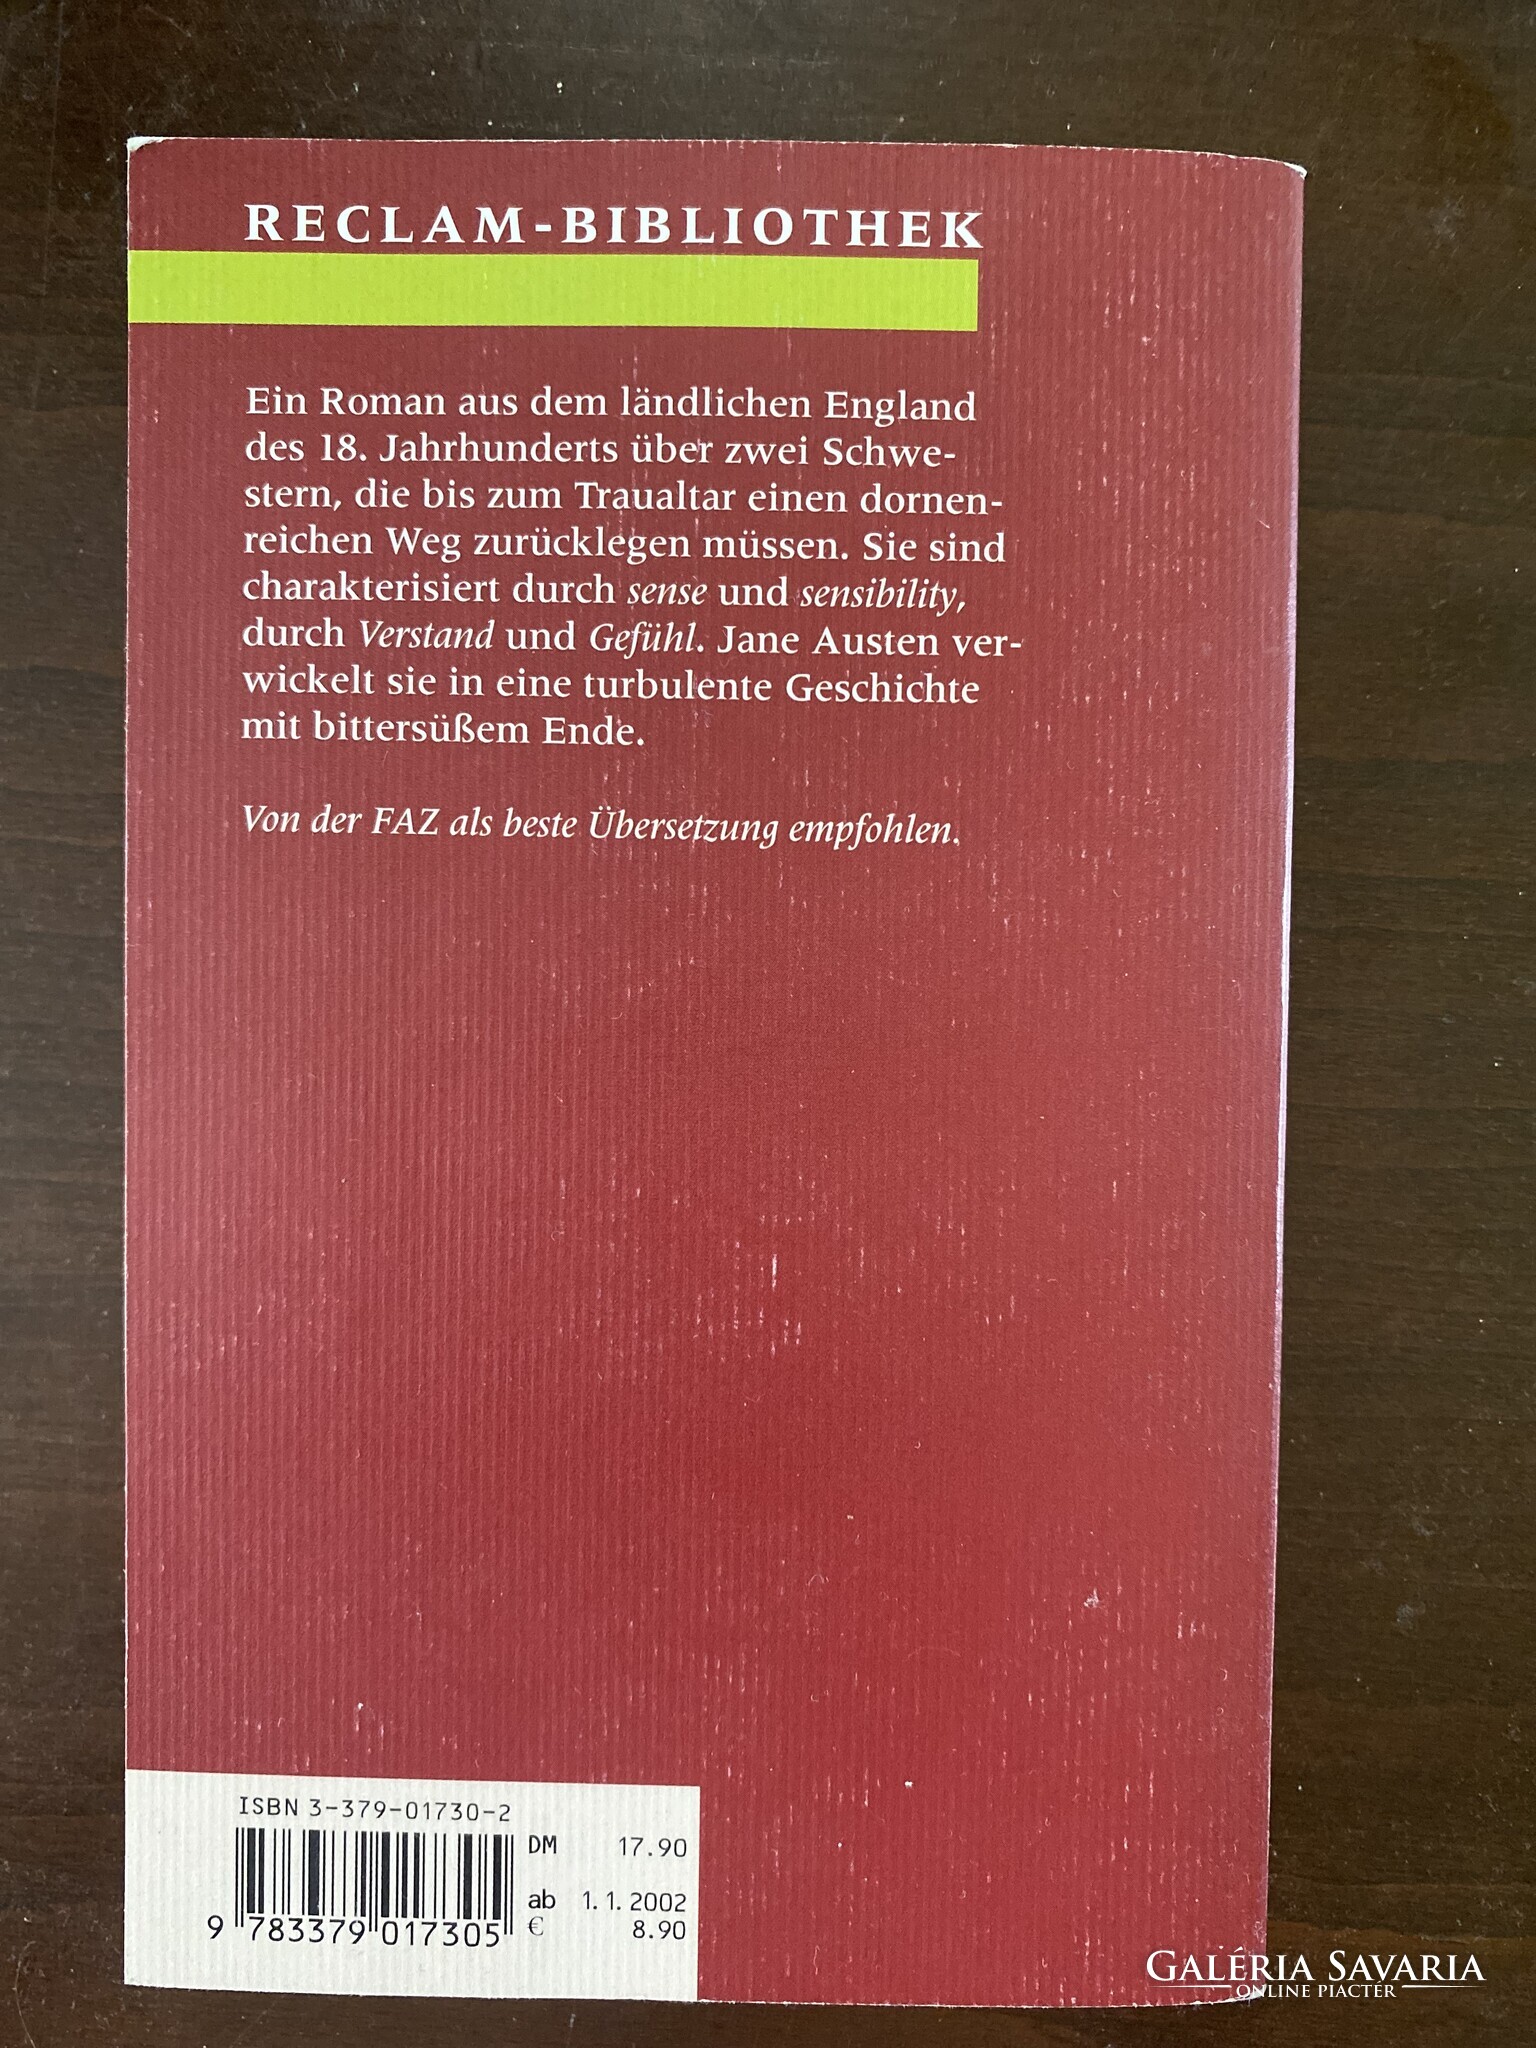 RECLAM-BIBLIOTHEK
Ein Roman aus dem ländlichen England
des 18. Jahrhunderts über zwei Schwe-
stern, die bis zum Traualtar einen dornen-
reichen Weg zurücklegen müssen. Sie sind
charakterisiert durch sense und sensibility,
durch Verstand und Gefühl. Jane Austen ver-
wickelt sie in eine turbulente Geschichte
mit bittersüßem Ende.
Von der FAZ als beste Übersetzung empfohlen.
ISBN 3-379-01730-2
DM 17.90
ab 1.1.2002
€ 8.90
9 783379 017305
GALÉRIA SAVARIA
ONLINE PIACTÉR